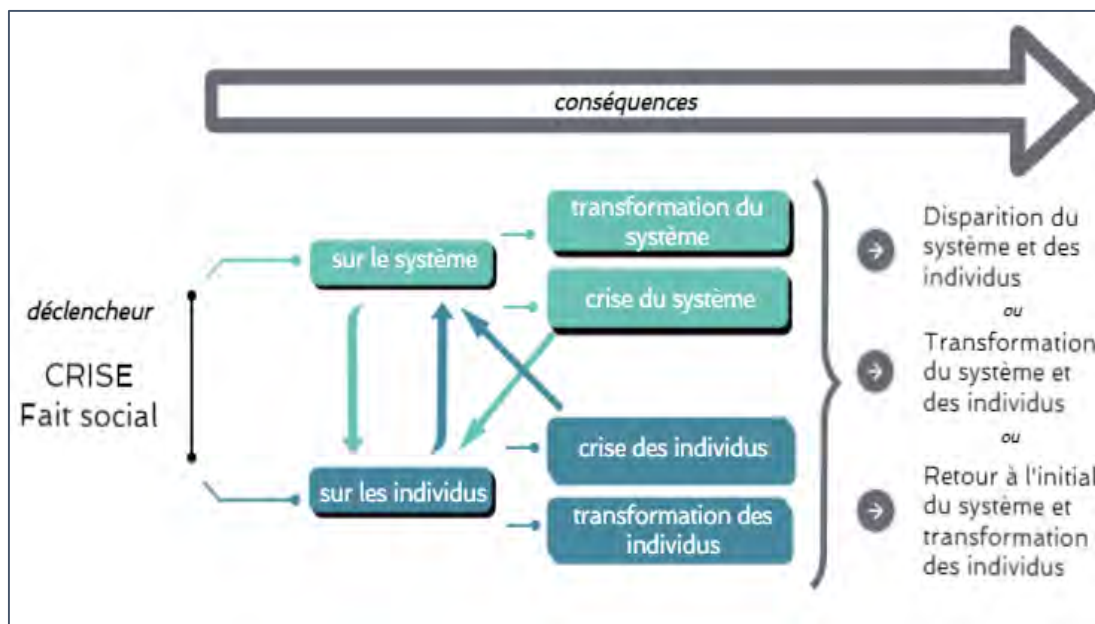 conséquences
déclencheur
CRISE
Fait social
sur le système
sur les individus
transformation du
système
crise du système
crise des individus
transformation des
individus
Disparition du
système et des
individus
ou
Transformation
du système et
des individus
ou
Retour à l'initial
du système et
transformation
des individus